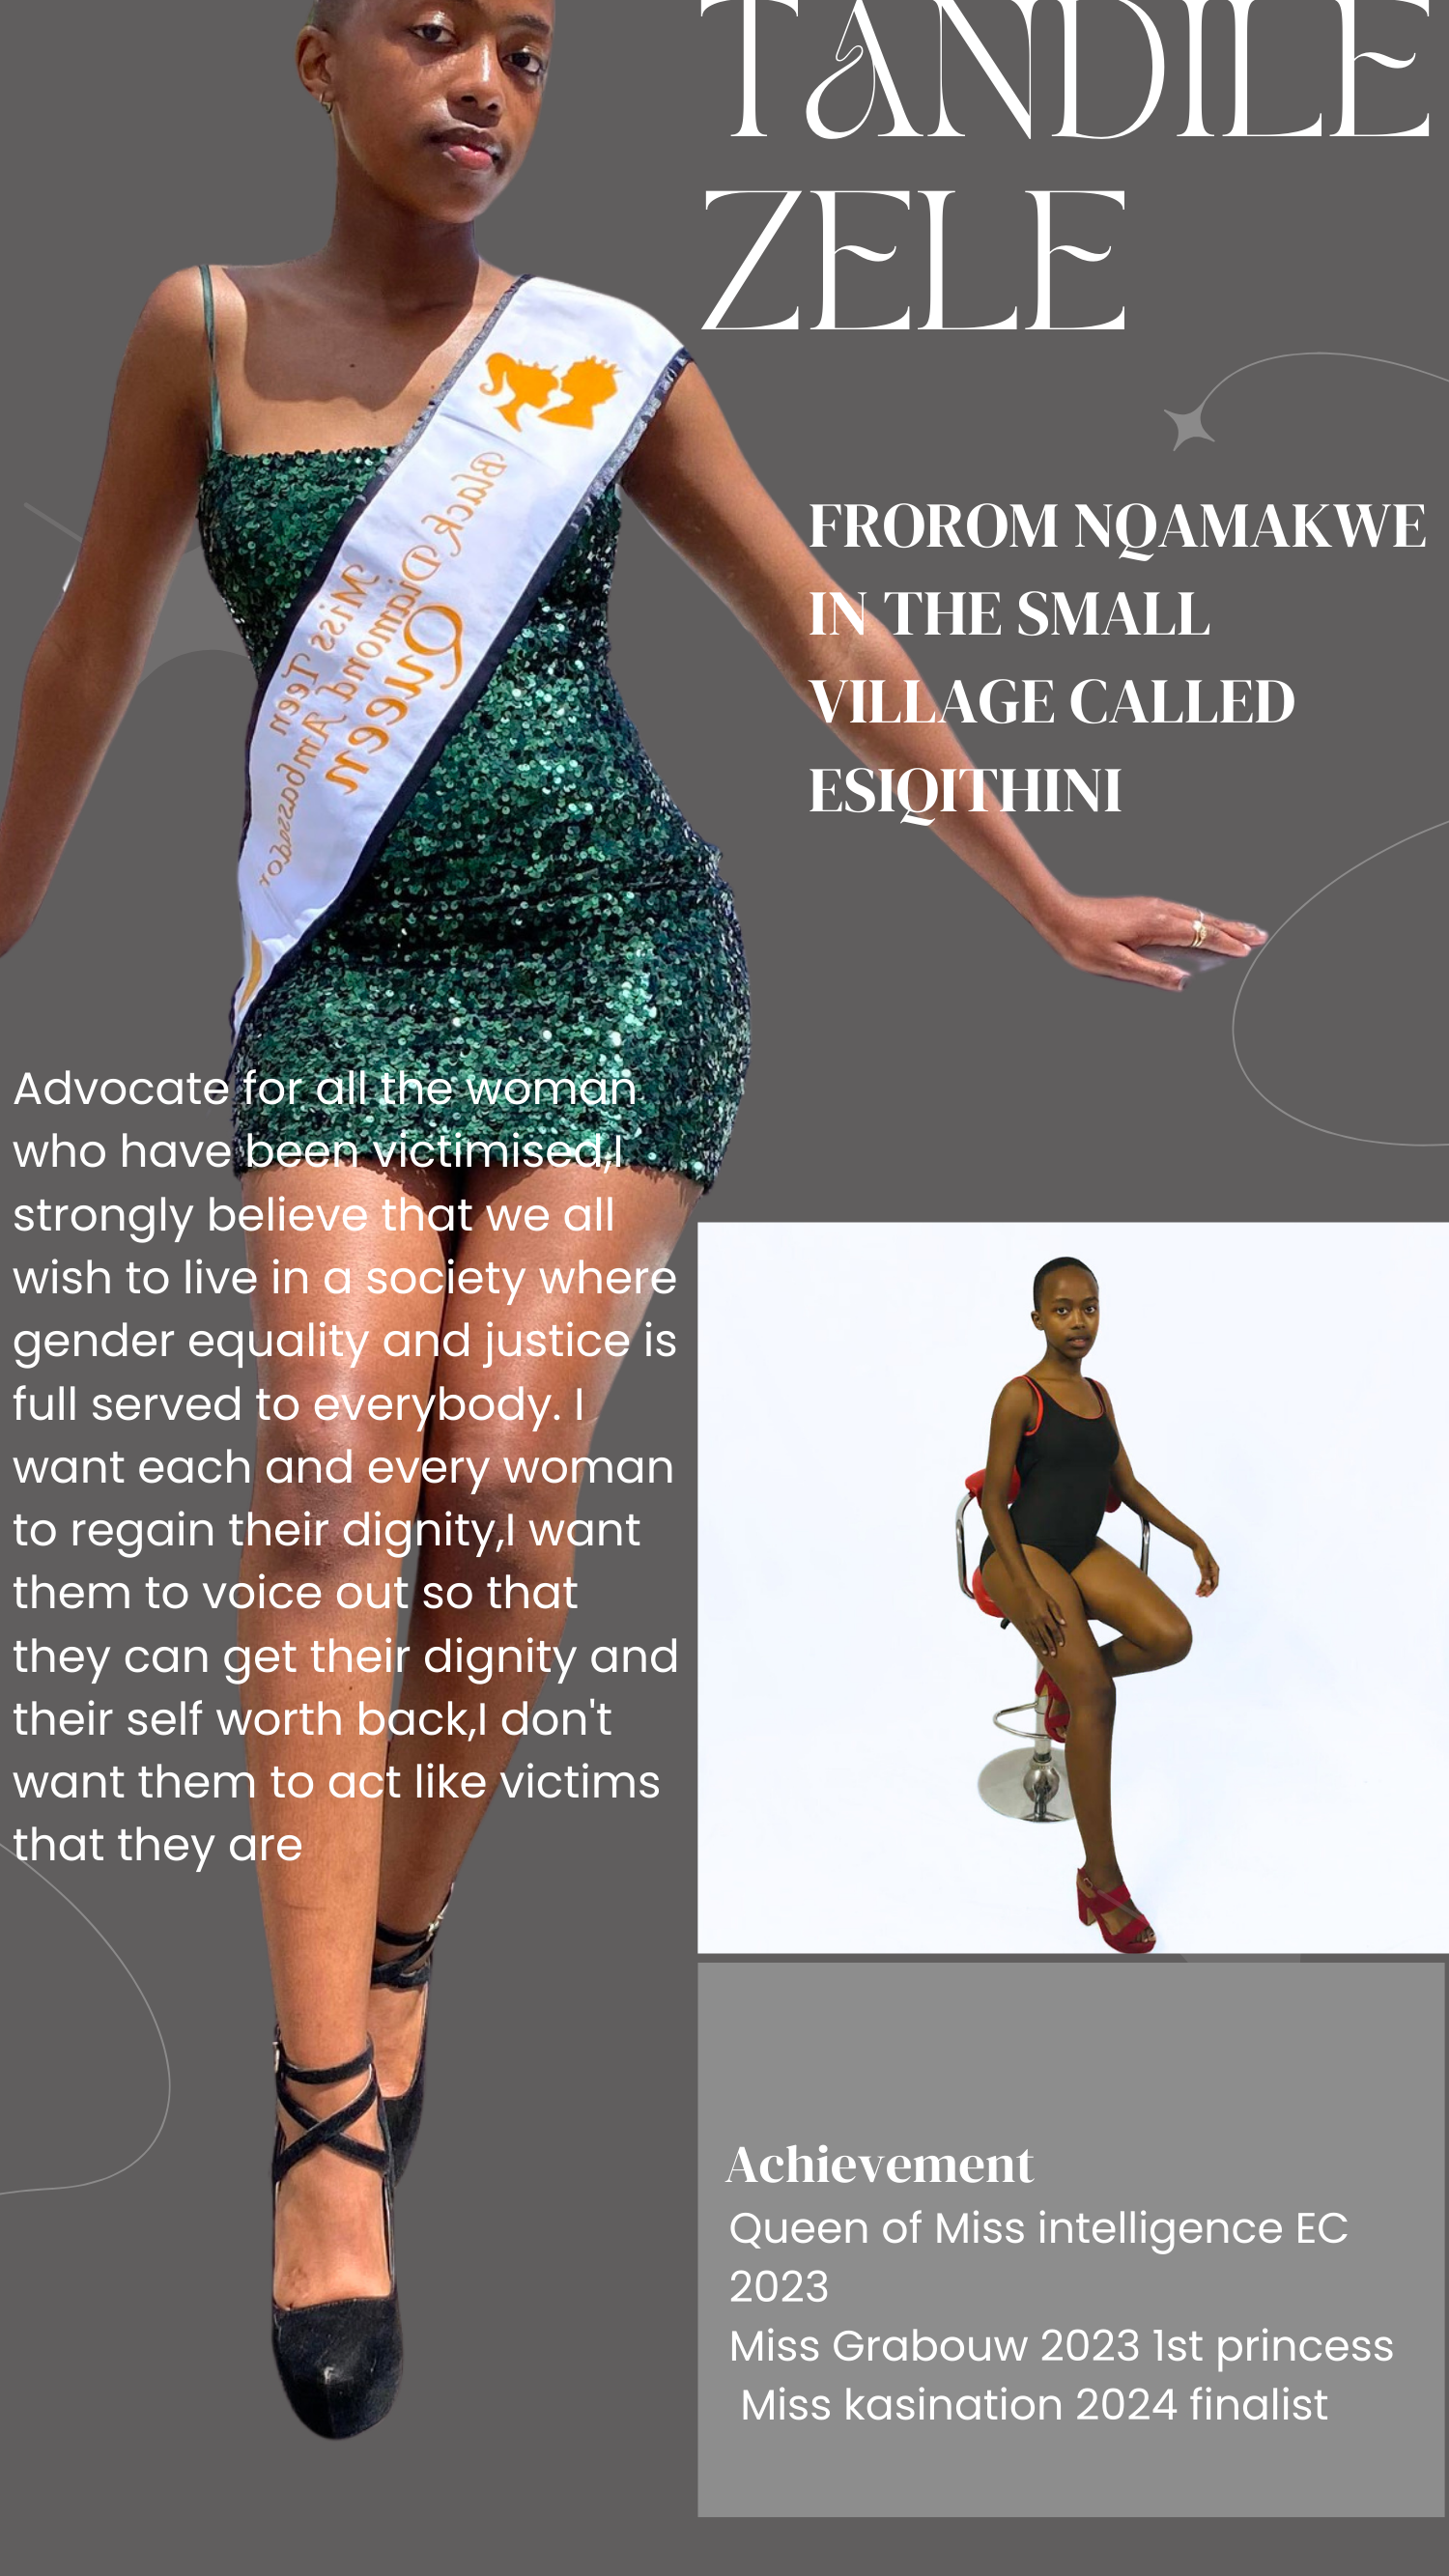 TANDILE
ZELE
FROROM NQAMAKWE
IN THE SMALL
VILLAGE CALLED
ESIQITHINI
Black Diamond Ambassador
Miss Teen
Queen
Advocate for all the woman
who have been victimised,I
strongly believe that we all
wish to live in a society where
gender equality and justice is
full served to everybody. I
want each and every woman
to regain their dignity,I want
them to voice out so that
they can get their dignity and
their self worth back,I don't
want them to act like victims
that they are
Achievement
Queen of Miss intelligence EC
2023
Miss Grabouw 2023 1st princess
Miss kasination 2024 finalist